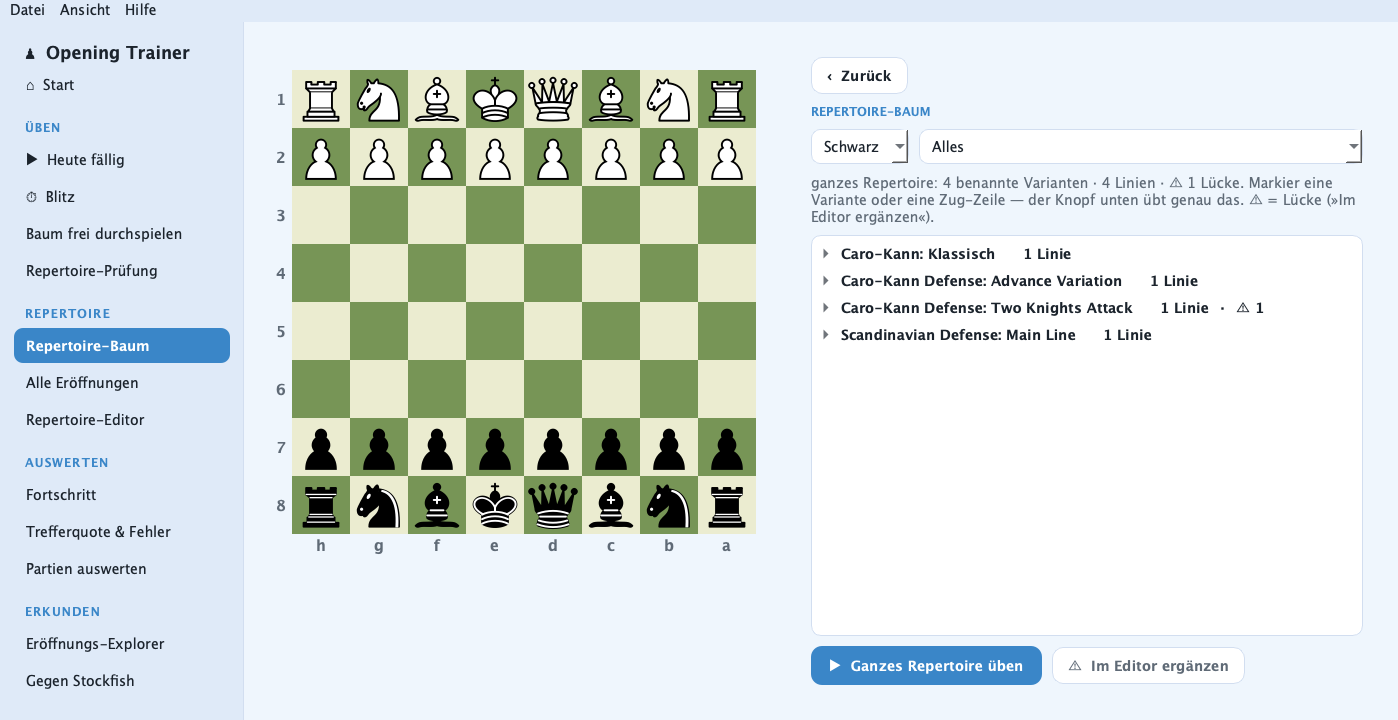 Datei Ansicht Hilfe
♟ Opening Trainer
⌂ Start
ÜBEN
▶ Heute fällig
⏱ Blitz
Baum frei durchspielen
Repertoire-Prüfung
REPERTOIRE
Repertoire-Baum
Alle Eröffnungen
Repertoire-Editor
AUSWERTEN
Fortschritt
Trefferquote & Fehler
Partien auswerten
ERKUNDEN
Eröffnungs-Explorer
Gegen Stockfish
1
2
3
4
5
6
7
8
h g f e d c b a
‹ Zurück
REPERTOIRE-BAUM
Schwarz Alles
ganzes Repertoire: 4 benannte Varianten · 4 Linien · ⚠ 1 Lücke. Markier eine
Variante oder eine Zug-Zeile — der Knopf unten übt genau das. ⚠ = Lücke (»Im
Editor ergänzen«).
Caro-Kann: Klassisch 1 Linie
Caro-Kann Defense: Advance Variation 1 Linie
Caro-Kann Defense: Two Knights Attack 1 Linie · ⚠ 1
Scandinavian Defense: Main Line 1 Linie
▶ Ganzes Repertoire üben ⚠ Im Editor ergänzen